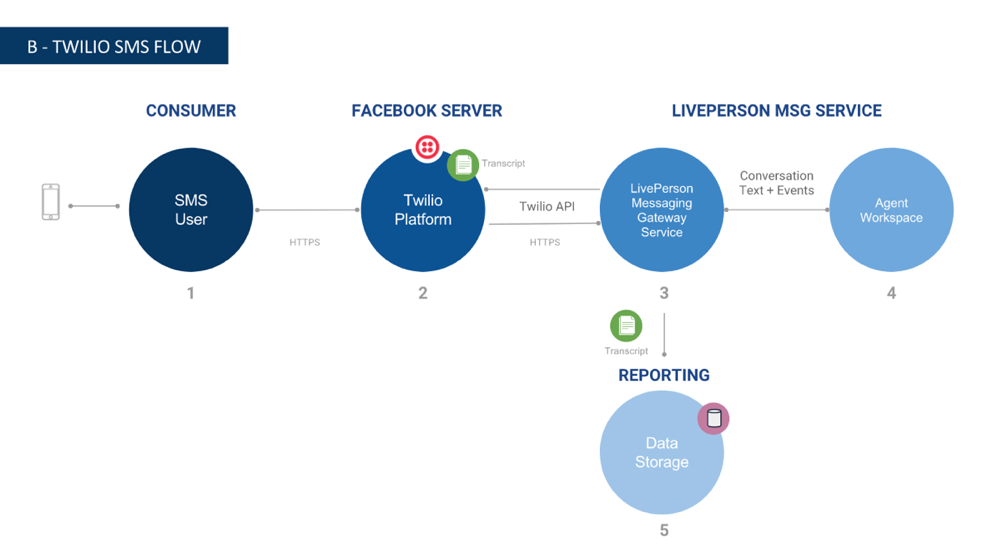 B - TWILIO SMS FLOW
CONSUMER
FACEBOOK SERVER
LIVEPERSON MSG SERVICE
SMS
User
HTTPS
Twilio
Platform
Transcript
Twilio API
HTTPS
LivePerson
Messaging
Gateway
Service
Conversation
Text + Events
Agent
Workspace
1
2
3
4
Transcript
REPORTING
Data
Storage
5